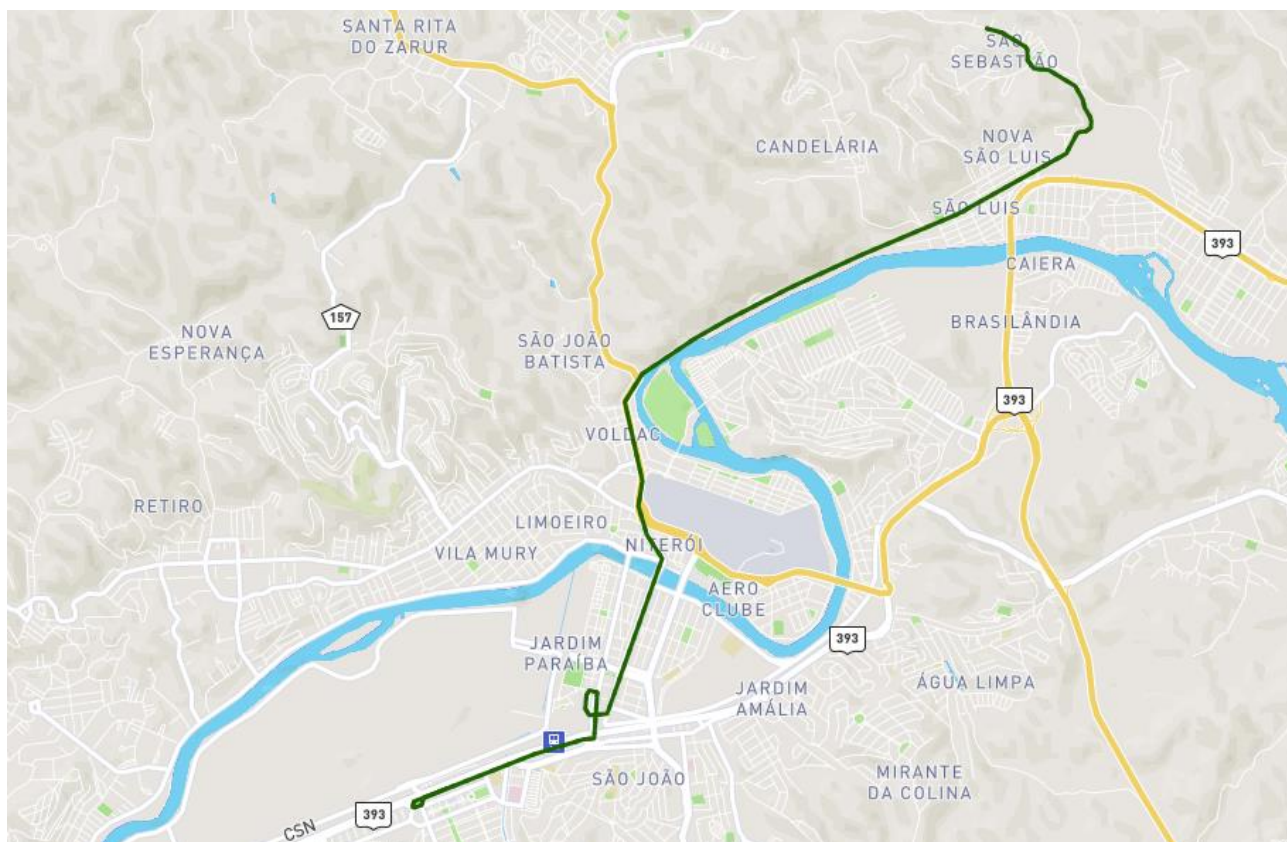 SANTA RITA
DO ZARUR
SÃO
SEBASTIÃO
CANDELÁRIA
NOVA
SÃO LUIS
SÃO LUIS
393
CAIERA
157
NOVA
ESPERANÇA
SÃO JOÃO
BATISTA
BRASILÂNDIA
393
VOLDAC
RETIRO
LIMOEIRO
VILA MURY
NITERÓI
AERO
CLUBE
393
JARDIM
PARAÍBA
JARDIM
AMÁLIA
ÁGUA LIMPA
SÃO JOÃO
MIRANTE
DA COLINA
393
CSN